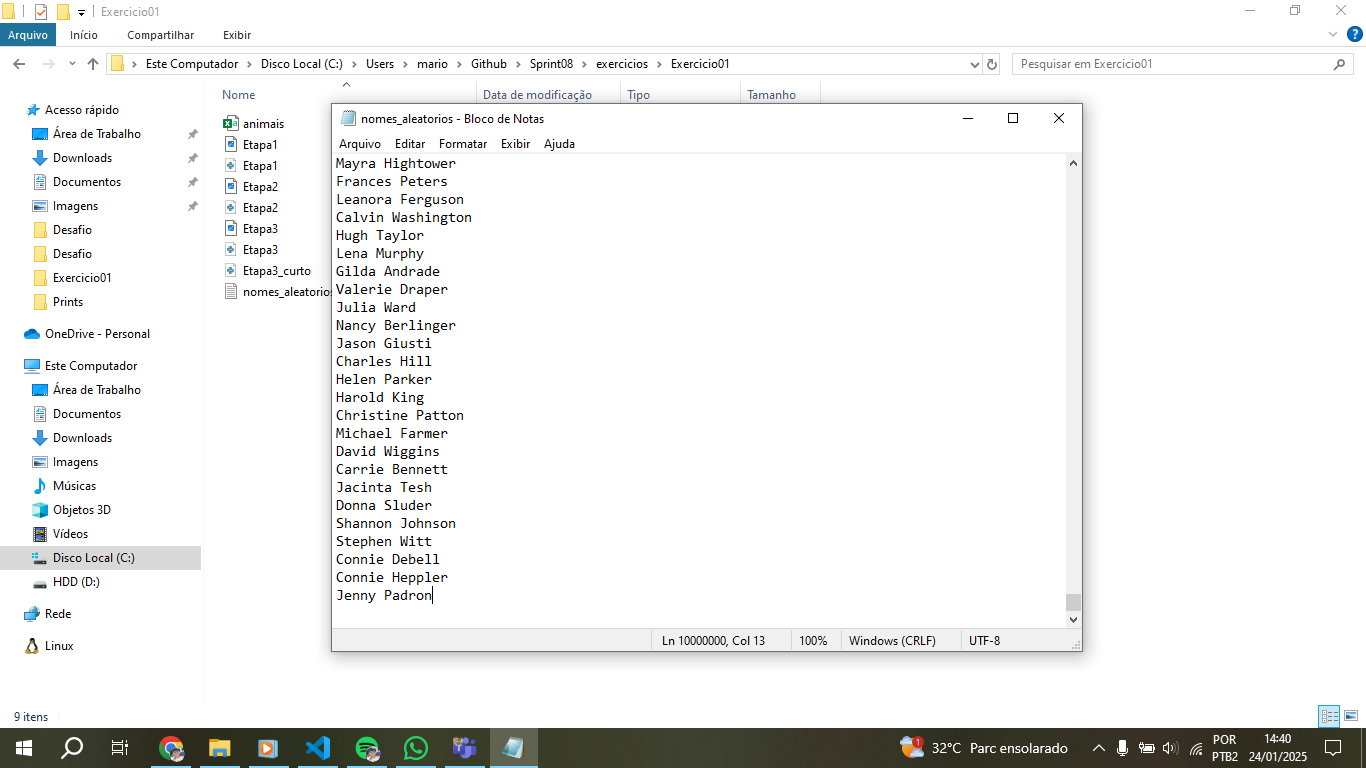 Exercicio01
Arquivo Início Compartilhar Exibir
Este Computador Disco Local (C:) Users mario Github Sprint08 exercicios Exercicio01
Pesquisar em Exercicio01
Nome Data de modificação Tipo Tamanho
Acesso rápido
Área de Trabalho
Downloads
Documentos
Imagens
Desafio
Desafio
Exercicio01
Prints
OneDrive - Personal
Este Computador
Área de Trabalho
Documentos
Downloads
Imagens
Músicas
Objetos 3D
Vídeos
Disco Local (C:)
HDD (D:)
Rede
Linux
animais
Etapa1
Etapa1
Etapa2
Etapa2
Etapa3
Etapa3
Etapa3_curto
nomes_aleatorios
nomes_aleatorios - Bloco de Notas
Arquivo Editar Formatar Exibir Ajuda
Mayra Hightower
Frances Peters
Leanora Ferguson
Calvin Washington
Hugh Taylor
Lena Murphy
Gilda Andrade
Valerie Draper
Julia Ward
Nancy Berlinger
Jason Giusti
Charles Hill
Helen Parker
Harold King
Christine Patton
Michael Farmer
David Wiggins
Carrie Bennett
Jacinta Tesh
Donna Sluder
Shannon Johnson
Stephen Witt
Connie Debell
Connie Heppler
Jenny Padron
Ln 10000000, Col 13 100% Windows (CRLF) UTF-8
9 itens
1 32°C Parc ensolarado
POR
PTB2
14:40
24/01/2025